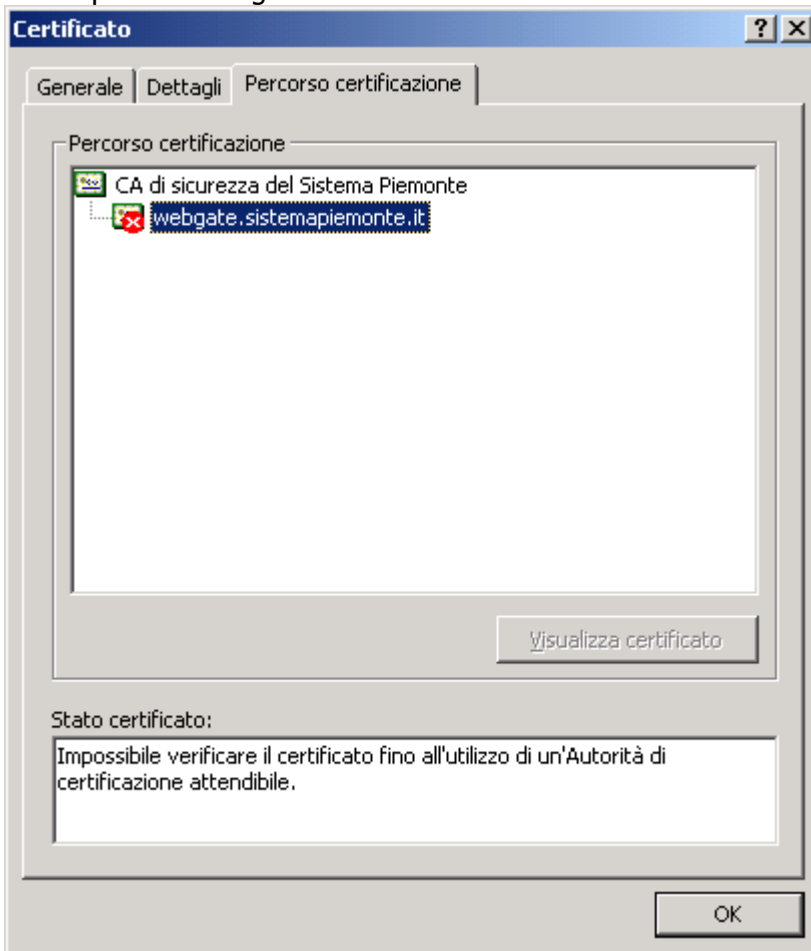 Certificato
Generale Dettagli Percorso certificazione
Percorso certificazione
CA di sicurezza del Sistema Piemonte
webgate.sistemapiemonte.it
Visualizza certificato
Stato certificato:
Impossibile verificare il certificato fino all'utilizzo di un'Autorità di
certificazione attendibile.
OK